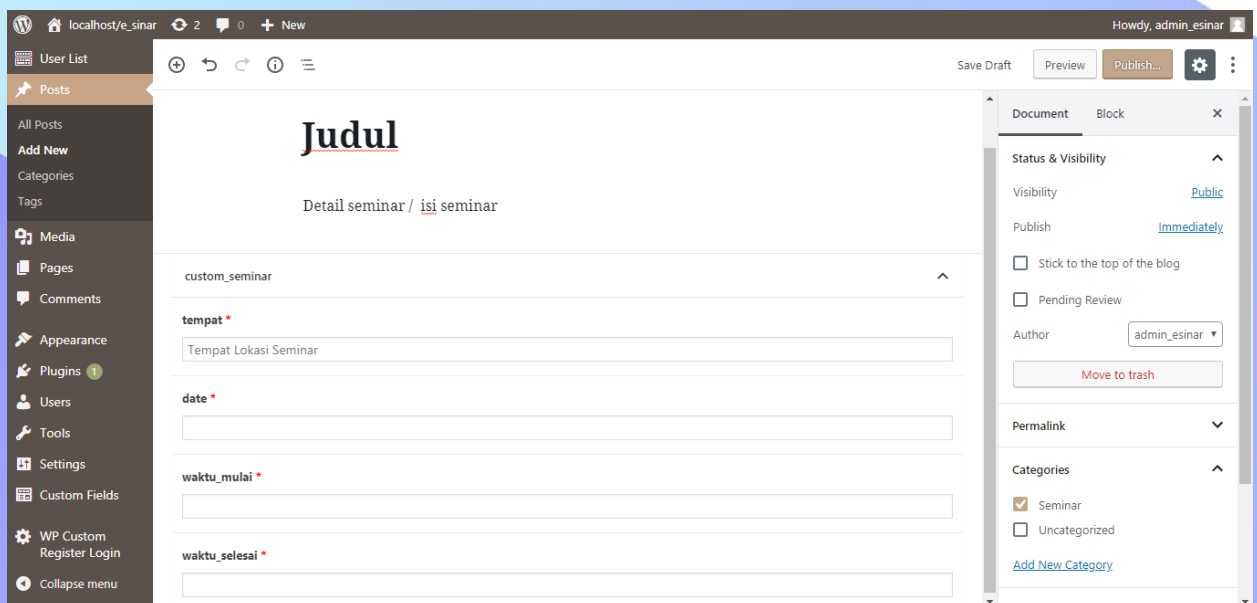 localhost/e_sinar 2 0 New Howdy, admin_esinar
User List
Posts
All Posts
Add New
Categories
Tags
Media
Pages
Comments
Appearance
Plugins 1
Users
Tools
Settings
Custom Fields
WP Custom
Register Login
Collapse menu
Save Draft Preview Publish...
Judul
Detail seminar / isi seminar
custom_seminar
tempat *
Tempat Lokasi Seminar
date *
waktu_mulai *
waktu_selesai *
Document Block
Status & Visibility
Visibility Public
Publish Immediately
Stick to the top of the blog
Pending Review
Author admin_esinar
Move to trash
Permalink
Categories
Seminar
Uncategorized
Add New Category